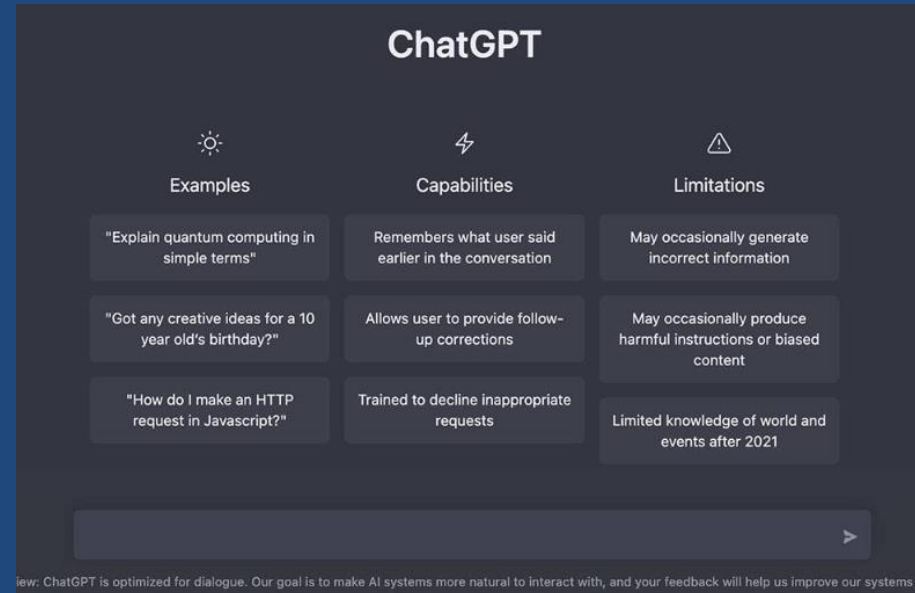 ChatGPT
Examples
"Explain quantum computing in
simple terms"
"Got any creative ideas for a 10
year old's birthday?"
"How do I make an HTTP
request in Javascript?"
Capabilities
Remembers what user said
earlier in the conversation
Allows user to provide follow-
up corrections
Trained to decline inappropriate
requests
Limitations
May occasionally generate
incorrect information
May occasionally produce
harmful instructions or biased
content
Limited knowledge of world and
events after 2021
iew: ChatGPT is optimized for dialogue. Our goal is to make AI systems more natural to interact with, and your feedback will help us improve our systems